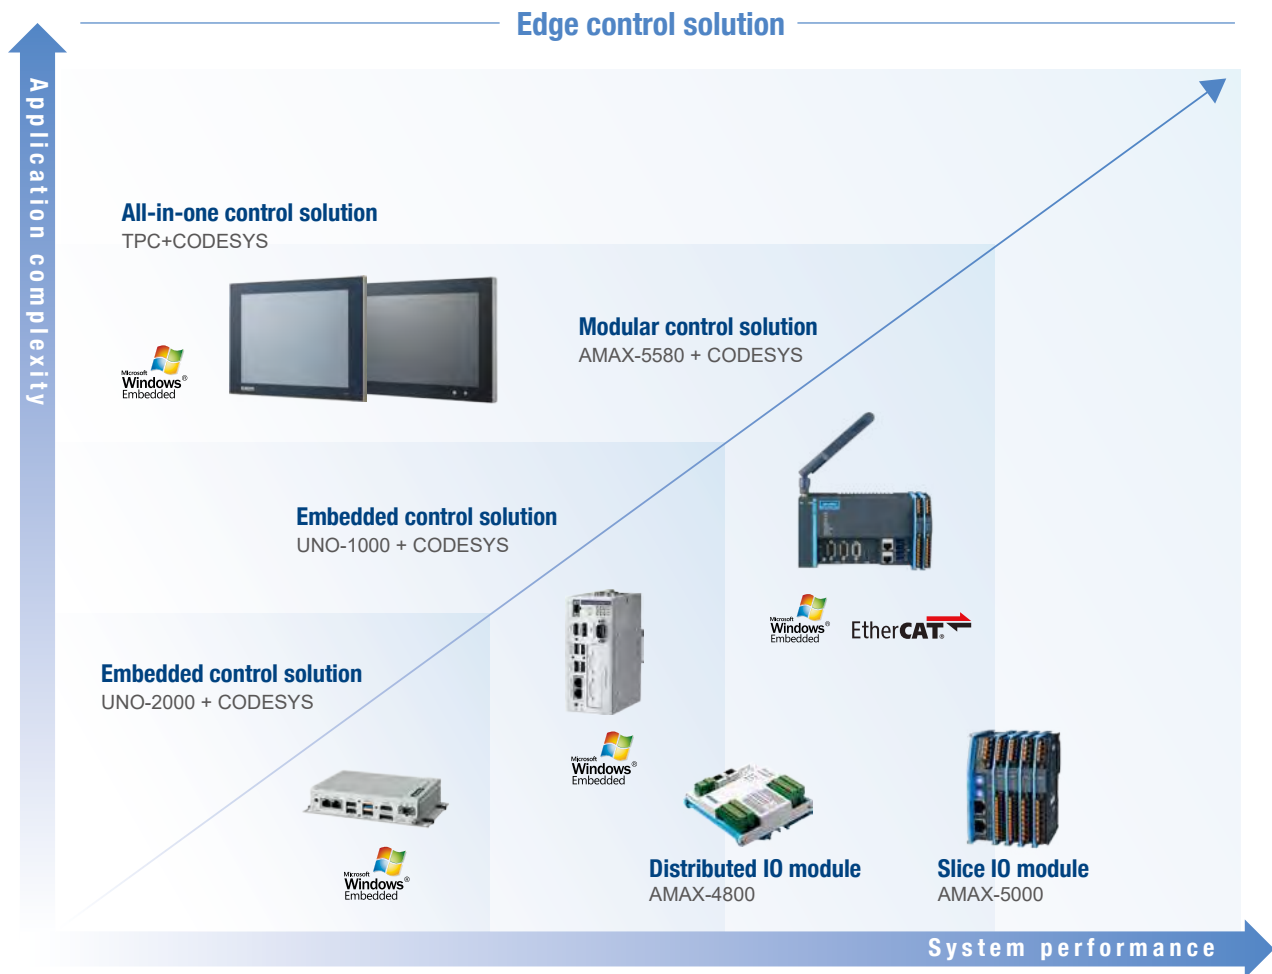 Edge control solution
Application complexity
All-in-one control solution
TPC+CODESYS
Microsoft
Windows®
Embedded
Modular control solution
AMAX-5580 + CODESYS
Microsoft
Windows®
Embedded
EtherCAT®
Embedded control solution
UNO-1000 + CODESYS
Microsoft
Windows®
Embedded
Embedded control solution
UNO-2000 + CODESYS
Microsoft
Windows®
Embedded
Distributed IO module
AMAX-4800
Slice IO module
AMAX-5000
System performance